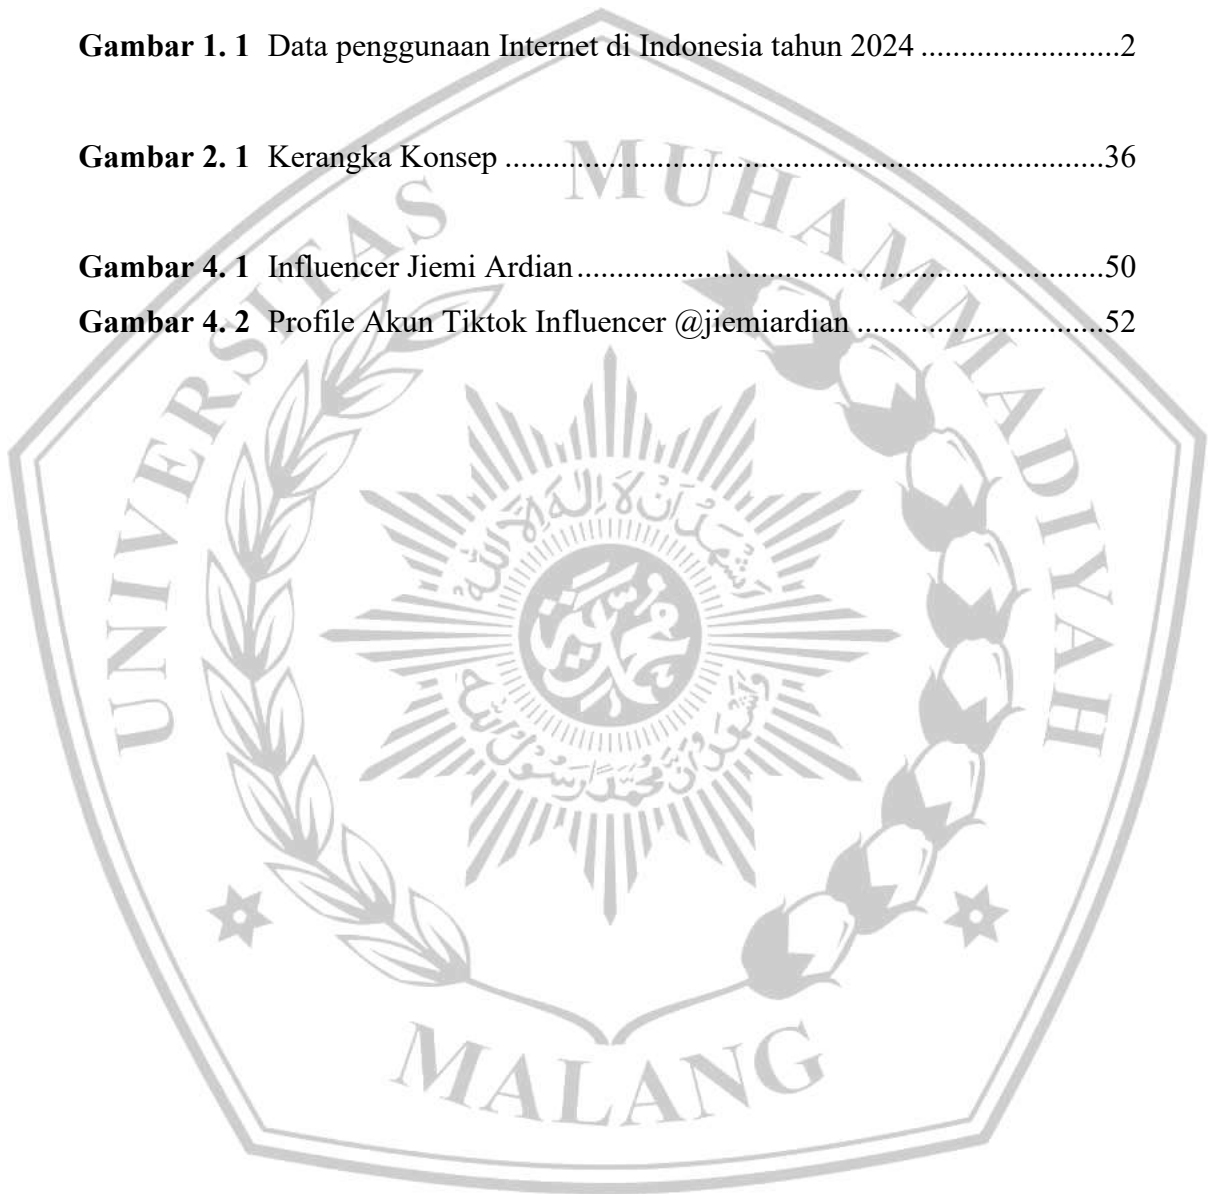 Gambar 1. 1 Data penggunaan Internet di Indonesia tahun 2024 ......................2
Gambar 2. 1 Kerangka Konsep ...................................................................36
Gambar 4. 1 Influencer Jiemi Ardian ...........................................................50
Gambar 4. 2 Profile Akun Tiktok Influencer @jiemiardian ............................52
UNIVERSITAS MUHAMMADIYAH
MALANG